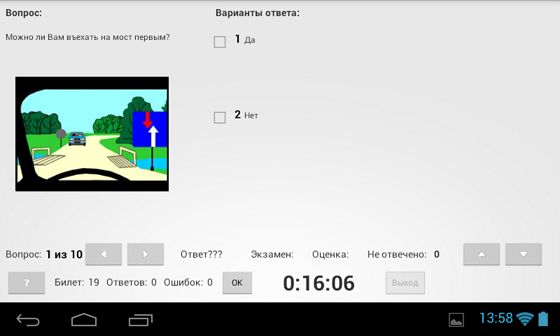 Вопрос:
Варианты ответа:
Можно ли Вам въехать на мост первым?
1 Да
2 Нет
Вопрос: 1 из 10
Ответ???
Экзамен:
Оценка:
Не отвечено: 0
?
Билет: 19
Ответов: 0
Ошибок: 0
OK
0:16:06
Выход
13:58